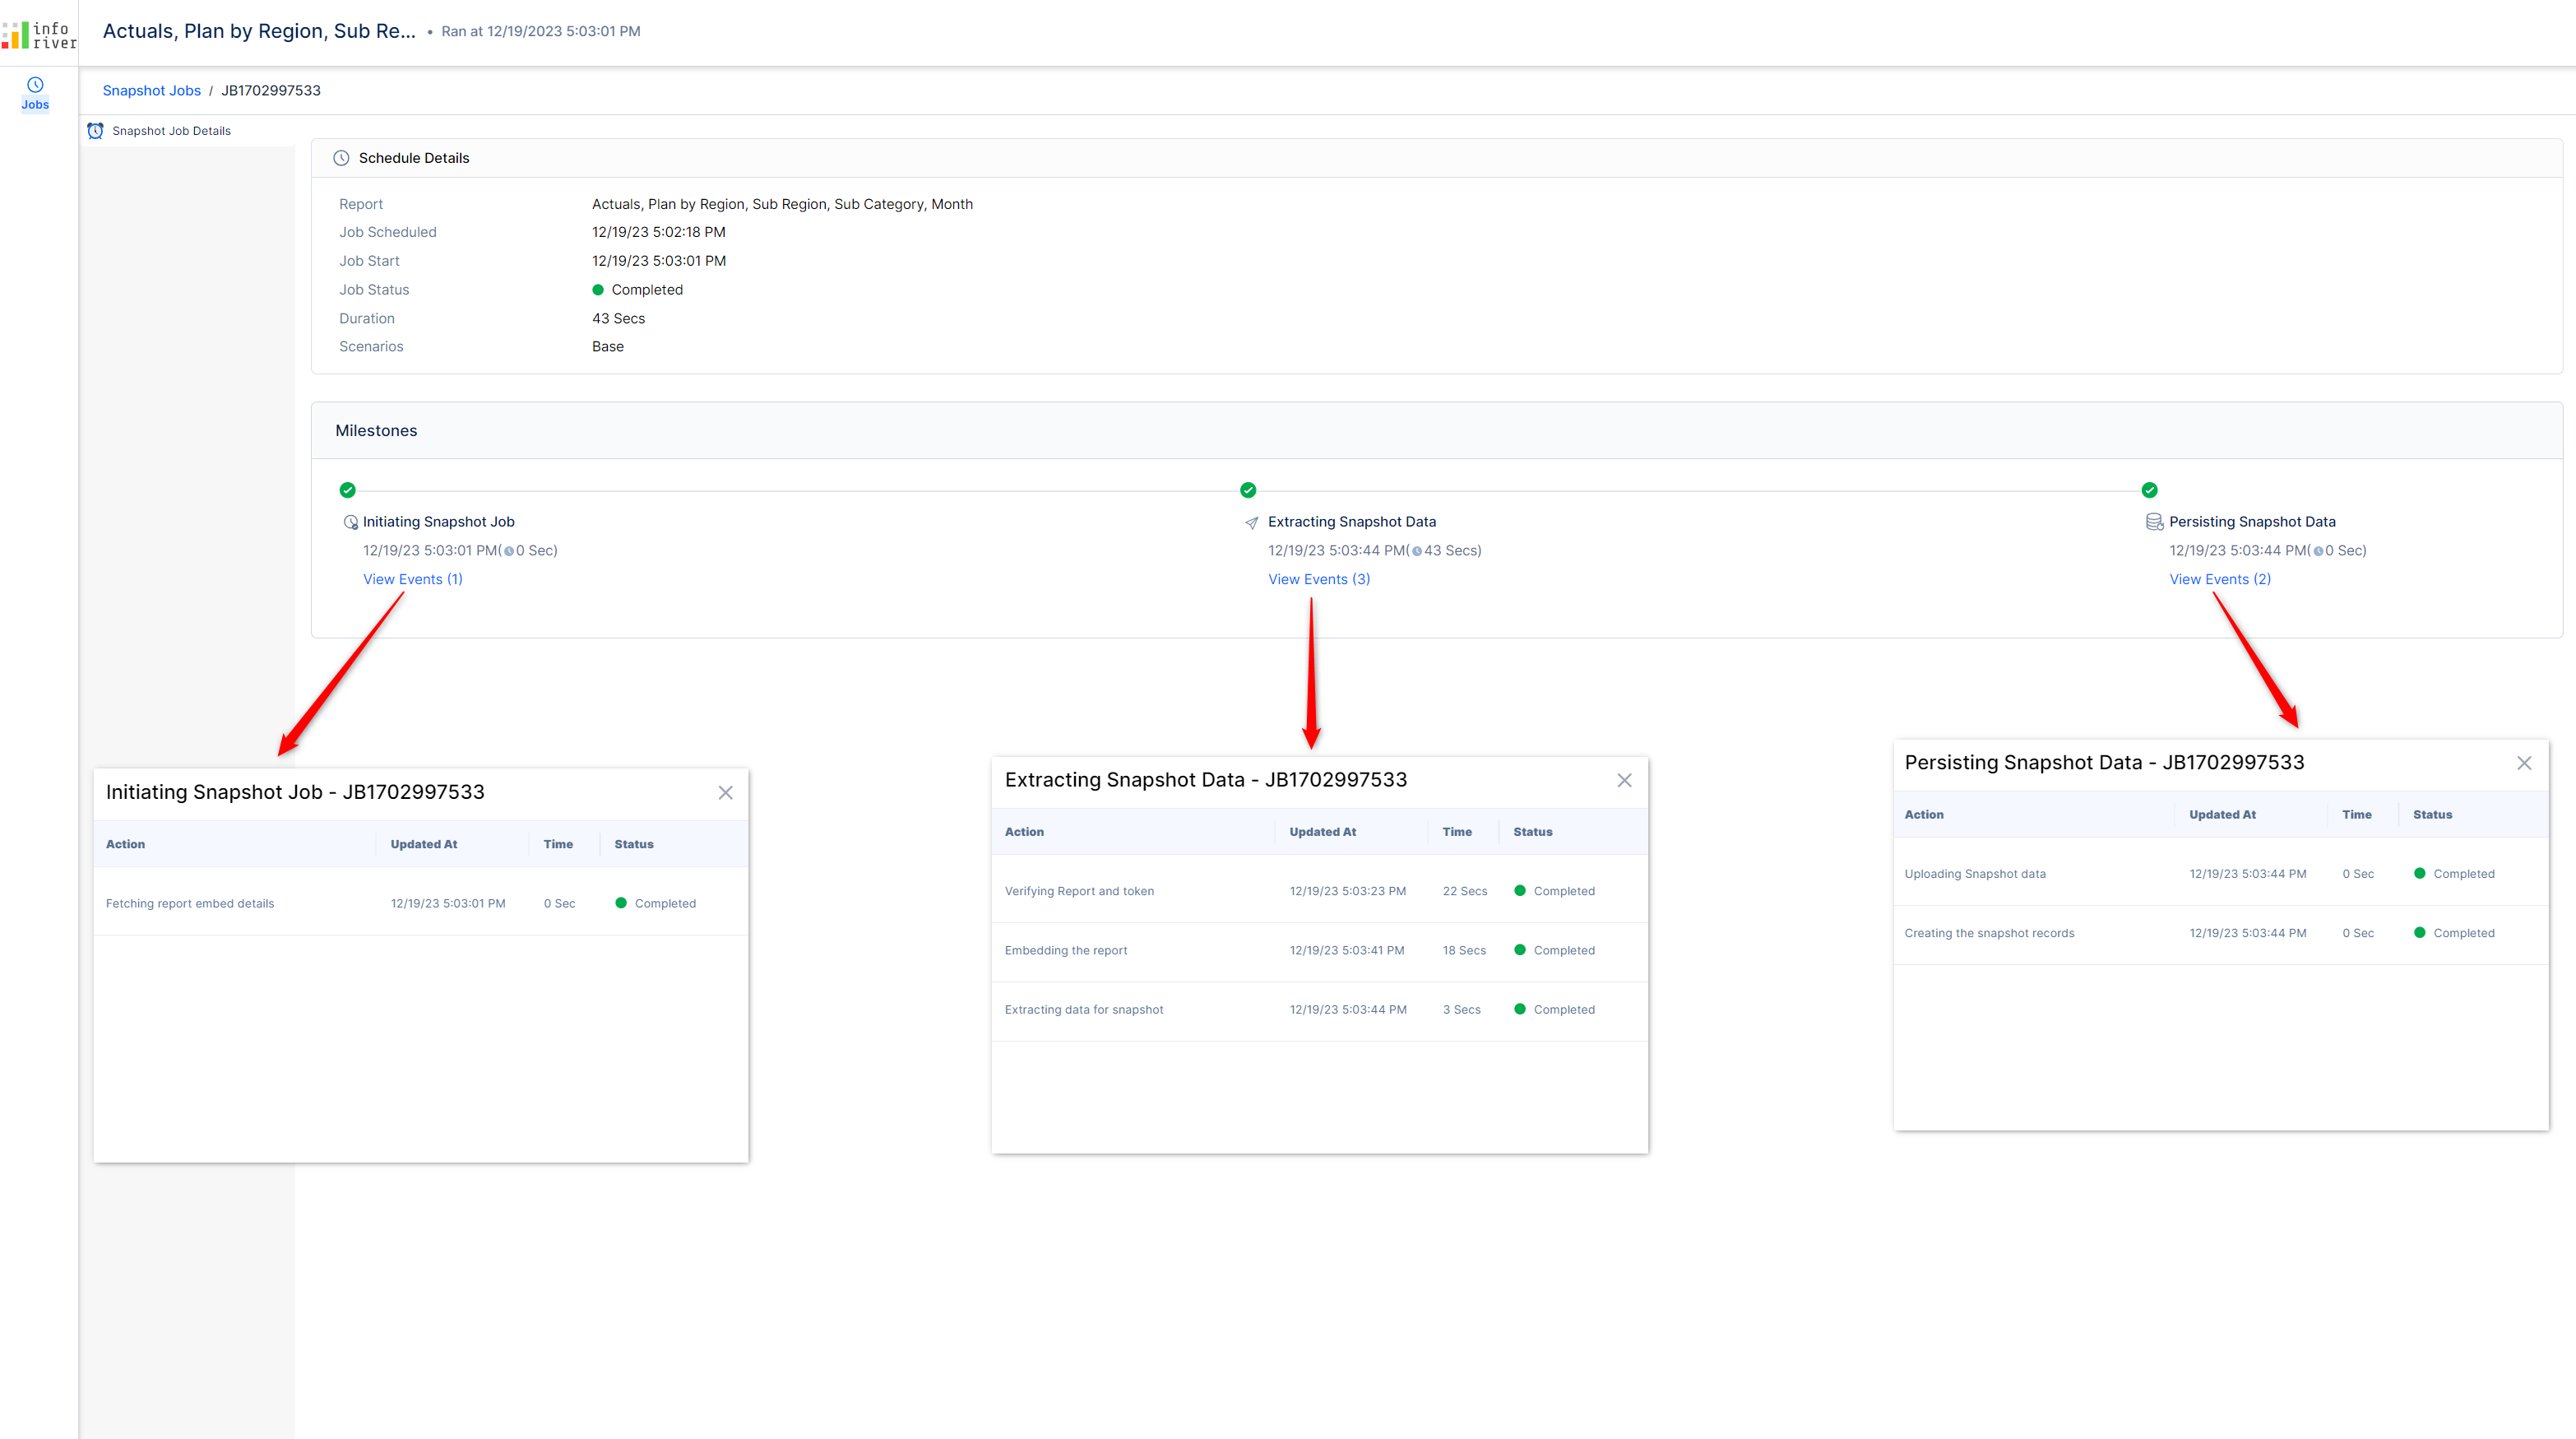 info
river
Actuals, Plan by Region, Sub Re... • Ran at 12/19/2023 5:03:01 PM
Jobs
Snapshot Jobs / JB1702997533
Snapshot Job Details
Schedule Details
Report Actuals, Plan by Region, Sub Region, Sub Category, Month
Job Scheduled 12/19/23 5:02:18 PM
Job Start 12/19/23 5:03:01 PM
Job Status Completed
Duration 43 Secs
Scenarios Base
Milestones
Initiating Snapshot Job
12/19/23 5:03:01 PM(0 Sec)
View Events (1)
Extracting Snapshot Data
12/19/23 5:03:44 PM(43 Secs)
View Events (3)
Persisting Snapshot Data
12/19/23 5:03:44 PM(0 Sec)
View Events (2)
Initiating Snapshot Job - JB1702997533
Action Updated At Time Status
Fetching report embed details 12/19/23 5:03:01 PM 0 Sec Completed
Extracting Snapshot Data - JB1702997533
Action Updated At Time Status
Verifying Report and token 12/19/23 5:03:23 PM 22 Secs Completed
Embedding the report 12/19/23 5:03:41 PM 18 Secs Completed
Extracting data for snapshot 12/19/23 5:03:44 PM 3 Secs Completed
Persisting Snapshot Data - JB1702997533
Action Updated At Time Status
Uploading Snapshot data 12/19/23 5:03:44 PM 0 Sec Completed
Creating the snapshot records 12/19/23 5:03:44 PM 0 Sec Completed